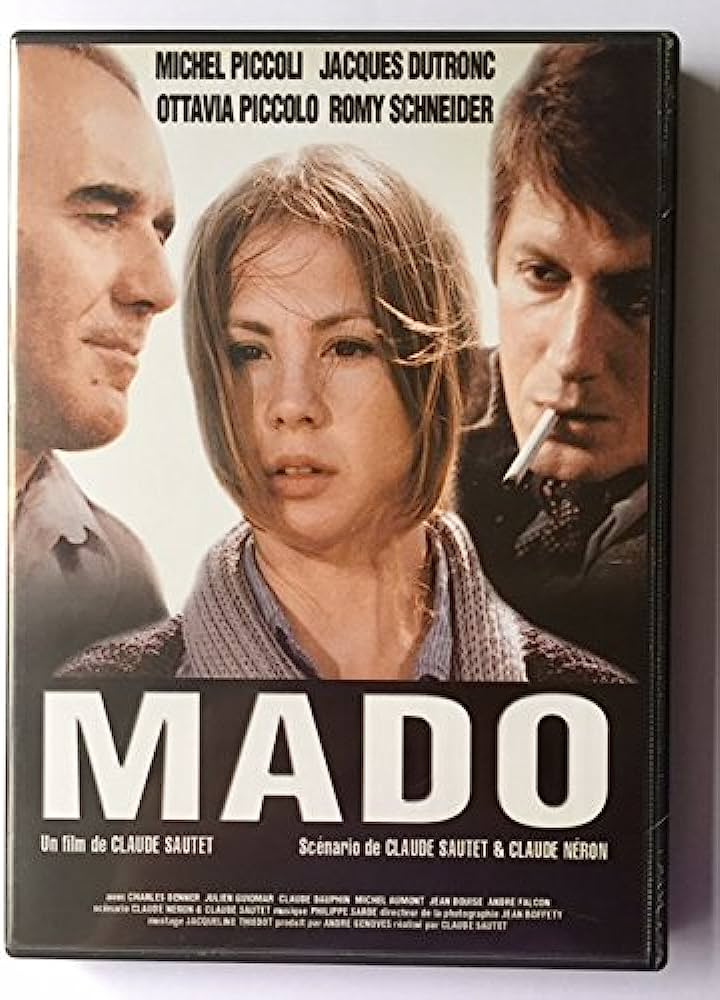 MICHEL PICCOLI JACQUES DUTRONC
OTTAVIA PICCOLO ROMY SCHNEIDER
MADO
Un film de CLAUDE SAUTET
Scénario de CLAUDE SAUTET & CLAUDE NÉRON
avec CHARLES DENNER JULIEN GUIOMAR CLAUDE DAUPHIN MICHEL AUMONT JEAN BOUISE ANDRE FALCON
scénario CLAUDE NERON & CLAUDE SAUTET musique PHILIPPE SARDE directeur de la photographie JEAN BOFFETY
montage JACQUELINE THIEDOT produit par ANDRE GENOVES réalisé par CLAUDE SAUTET